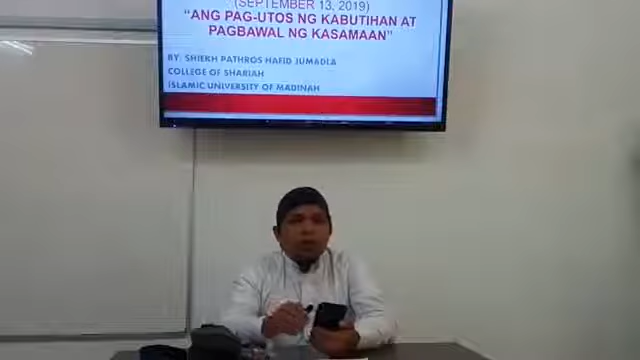 (SEPTEMBER 13, 2019)
"ANG PAG-UTOS NG KABUTIHAN AT
PAGBAWAL NG KASAMAAN"
BY: SHIEKH PATHROS HAFID JUMADLA
COLLEGE OF SHARIAH
ISLAMIC UNIVERSITY OF MADINAH